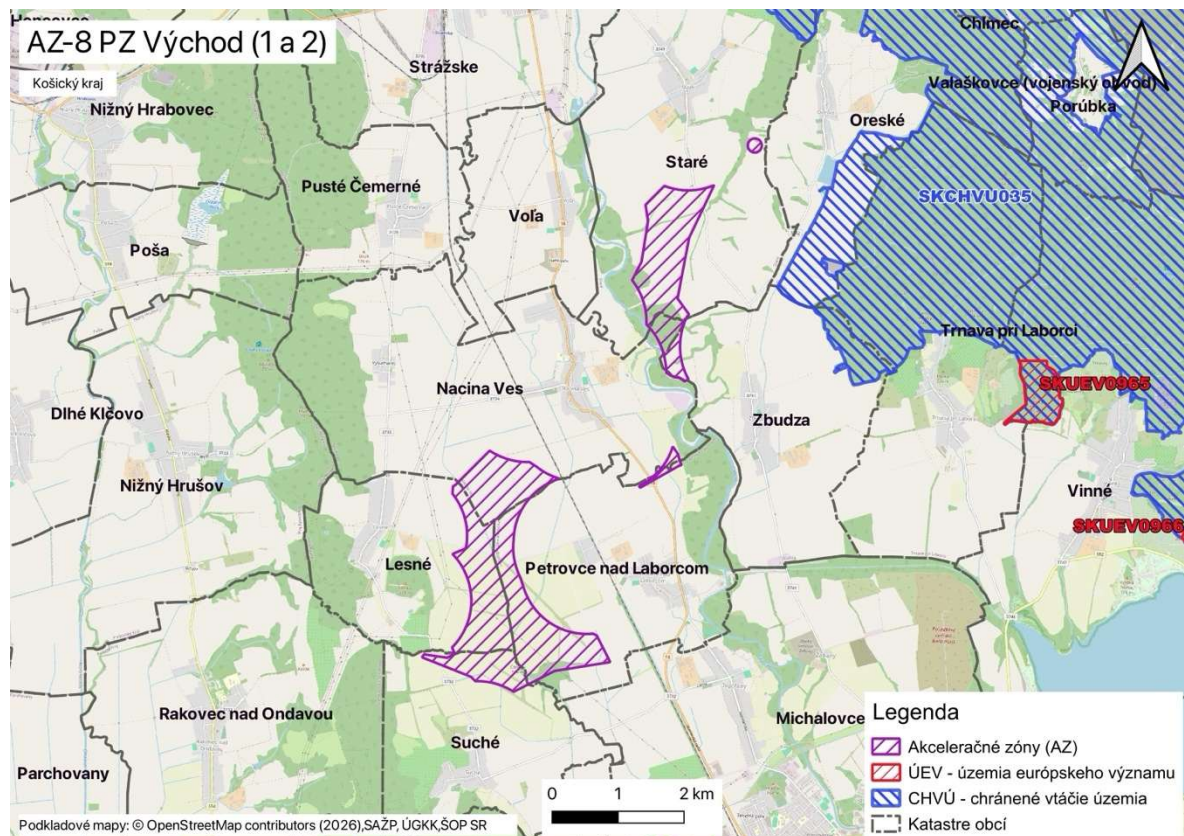 AZ-8 PZ Východ (1 a 2)
Košický kraj
Chlmec
Strážske
Valaškovce (vojenský obvod)
Porúbka
Nižný Hrabovec
Oreské
Staré
Pusté Čemerné
SKCHVU035
Voľa
Poša
Trnava pri Laborci
SKUEV0965
Nacina Ves
Dlhé Klčovo
Zbudza
Nižný Hrušov
Vinné
SKUEV0966
Lesné
Petrovce nad Laborcom
Rakovec nad Ondavou
Michalovce
Suché
Parchovany
Legenda
Akceleračné zóny (AZ)
ÚEV - územia európskeho významu
CHVÚ - chránené vtáčie územia
Katastre obcí
0 1 2 km
Podkladové mapy: © OpenStreetMap contributors (2026),SAŽP, ÚGKK,ŠOP SR